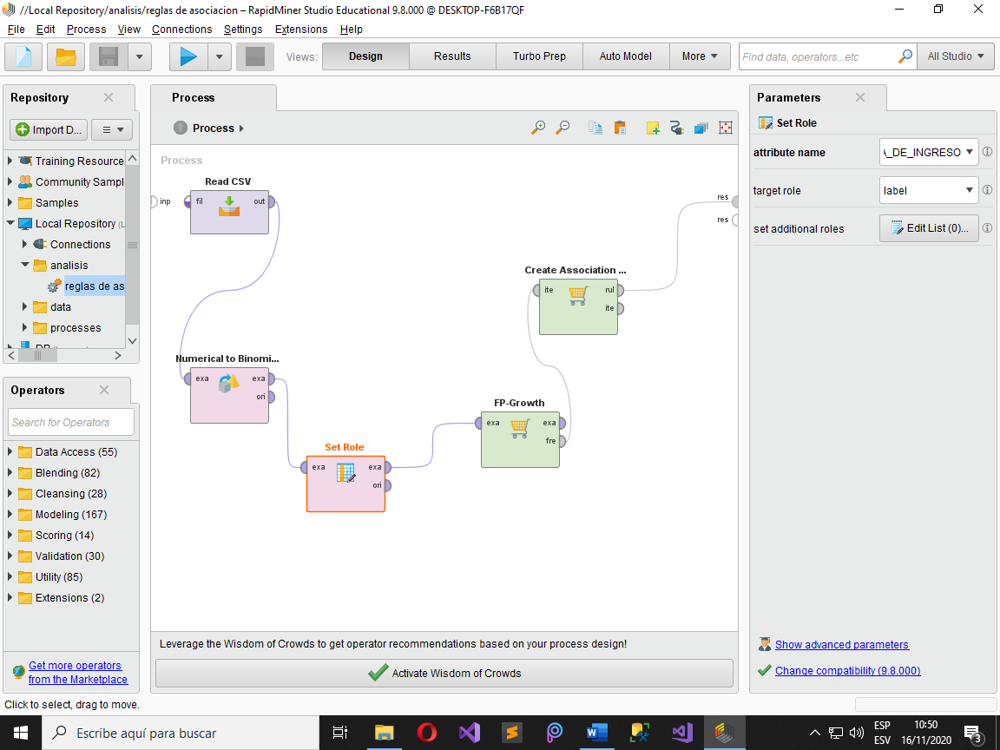 //Local Repository/analisis/reglas de asociacion – RapidMiner Studio Educational 9.8.000 @ DESKTOP-F6B17QF
File Edit Process View Connections Settings Extensions Help
Views: Design Results Turbo Prep Auto Model More Find data, operators...etc All Studio
Repository
Import D...
Training Resource
Community Sampl
Samples
Local Repository (L
Connections
analisis
reglas de as
data
processes
DB
Operators
Search for Operators
Data Access (55)
Blending (82)
Cleansing (28)
Modeling (167)
Scoring (14)
Validation (30)
Utility (85)
Extensions (2)
Get more operators
from the Marketplace
Process
Process
Process
Read CSV
inp fil out
res
res
Create Association ...
ite rul
ite
Numerical to Binomi...
exa exa
ori
FP-Growth
exa exa
fre
Set Role
exa exa
ori
Leverage the Wisdom of Crowds to get operator recommendations based on your process design!
Activate Wisdom of Crowds
Parameters
Set Role
attribute name A_DE_INGRESO
target role label
set additional roles Edit List (0)...
Show advanced parameters
Change compatibility (9.8.000)
Click to select, drag to move.
Escribe aquí para buscar
ESP
ESV
10:50
16/11/2020
3